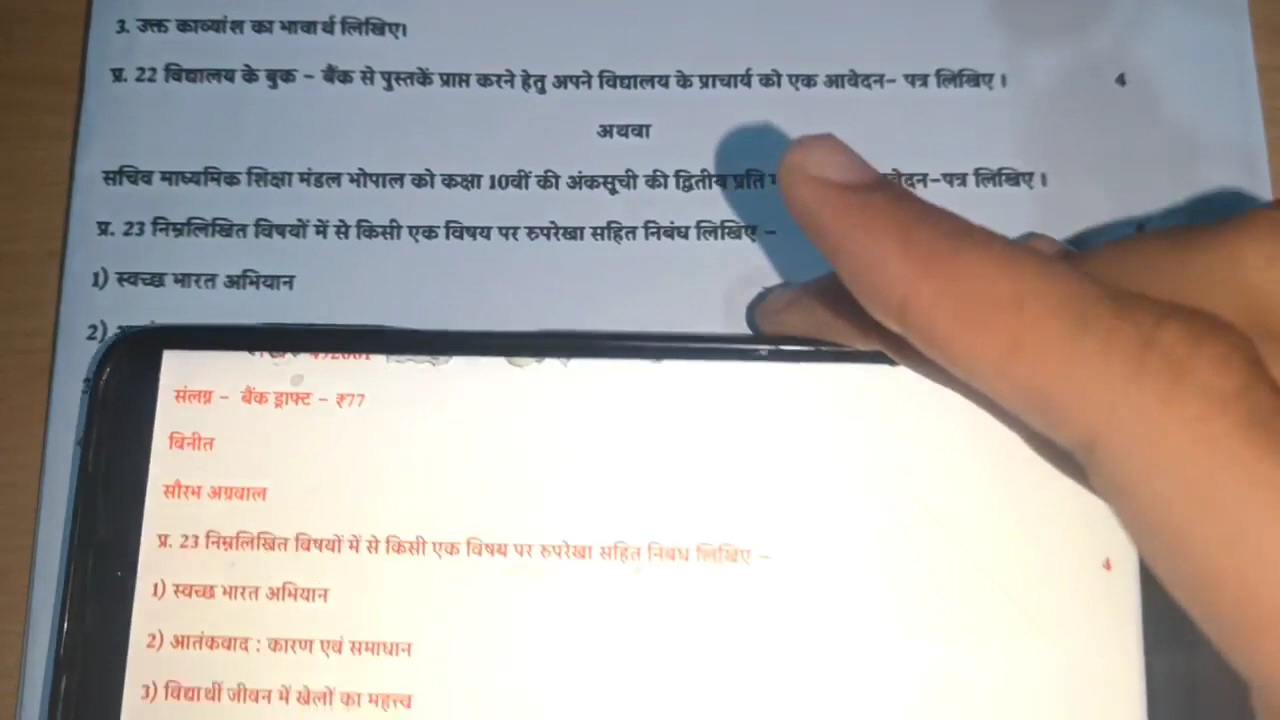 3. उक्त काव्यांश का भावार्थ लिखिए।
प्र. 22 विद्यालय के बुक – बैंक से पुस्तकें प्राप्त करने हेतु अपने विद्यालय के प्राचार्य को एक आवेदन– पत्र लिखिए। 4
अथवा
सचिव माध्यमिक शिक्षा मंडल भोपाल को कक्षा 10वीं की अंकसूची की द्वितीय प्रति वेदन–पत्र लिखिए।
प्र. 23 निम्नलिखित विषयों में से किसी एक विषय पर रुपरेखा सहित निबंध लिखिए –
1) स्वच्छ भारत अभियान
2)
संलग्न – बैंक ड्राफ्ट – ₹77
विनीत
सौरभ अग्रवाल
प्र. 23 निम्नलिखित विषयों में से किसी एक विषय पर रुपरेखा सहित निबंध लिखिए – 4
1) स्वच्छ भारत अभियान
2) आतंकवाद : कारण एवं समाधान
3) विद्यार्थी जीवन में खेलों का महत्त्व